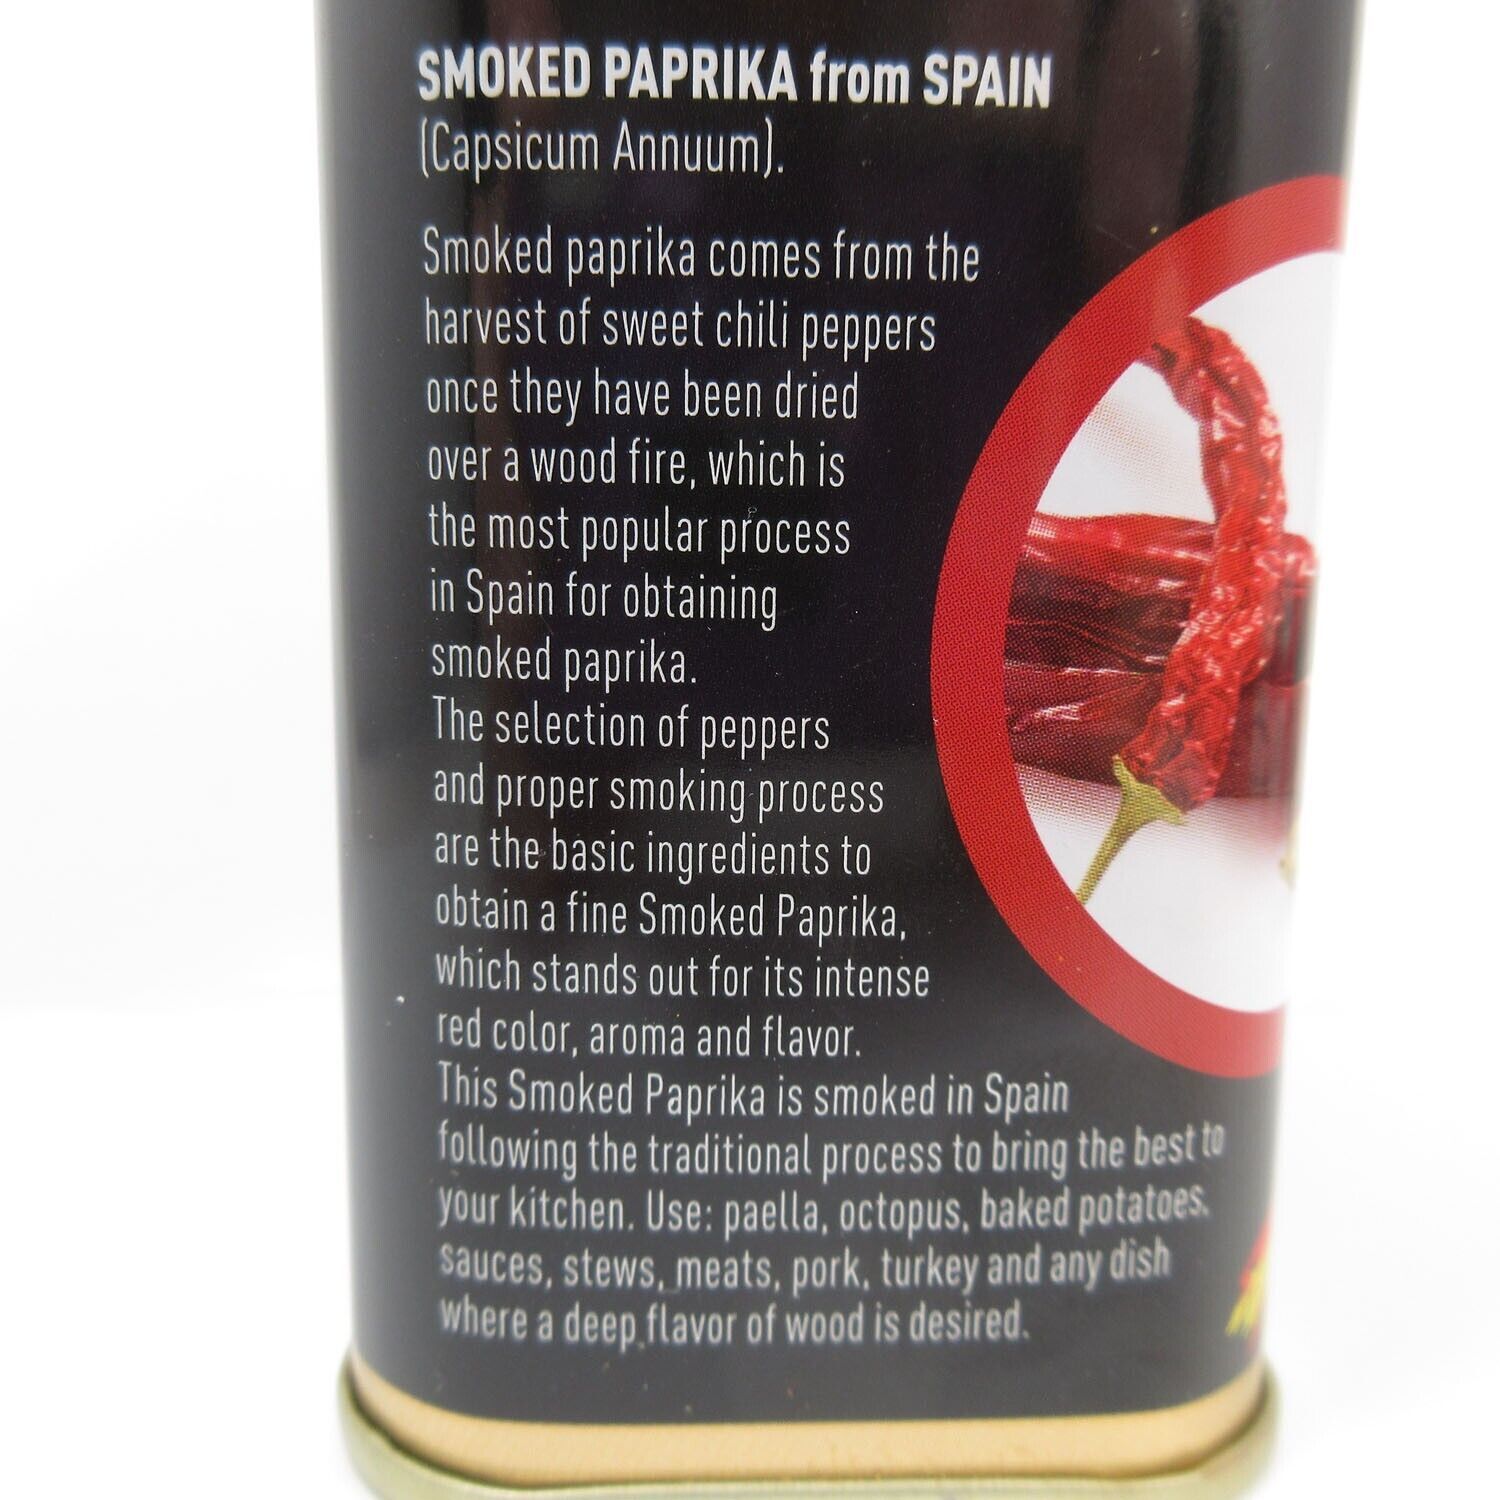 SMOKED PAPRIKA from SPAIN
(Capsicum Annuum).
Smoked paprika comes from the
harvest of sweet chili peppers
once they have been dried
over a wood fire, which is
the most popular process
in Spain for obtaining
smoked paprika.
The selection of peppers
and proper smoking process
are the basic ingredients to
obtain a fine Smoked Paprika,
which stands out for its intense
red color, aroma and flavor.
This Smoked Paprika is smoked in Spain
following the traditional process to bring the best to
your kitchen. Use: paella, octopus, baked potatoes,
sauces, stews, meats, pork, turkey and any dish
where a deep flavor of wood is desired.